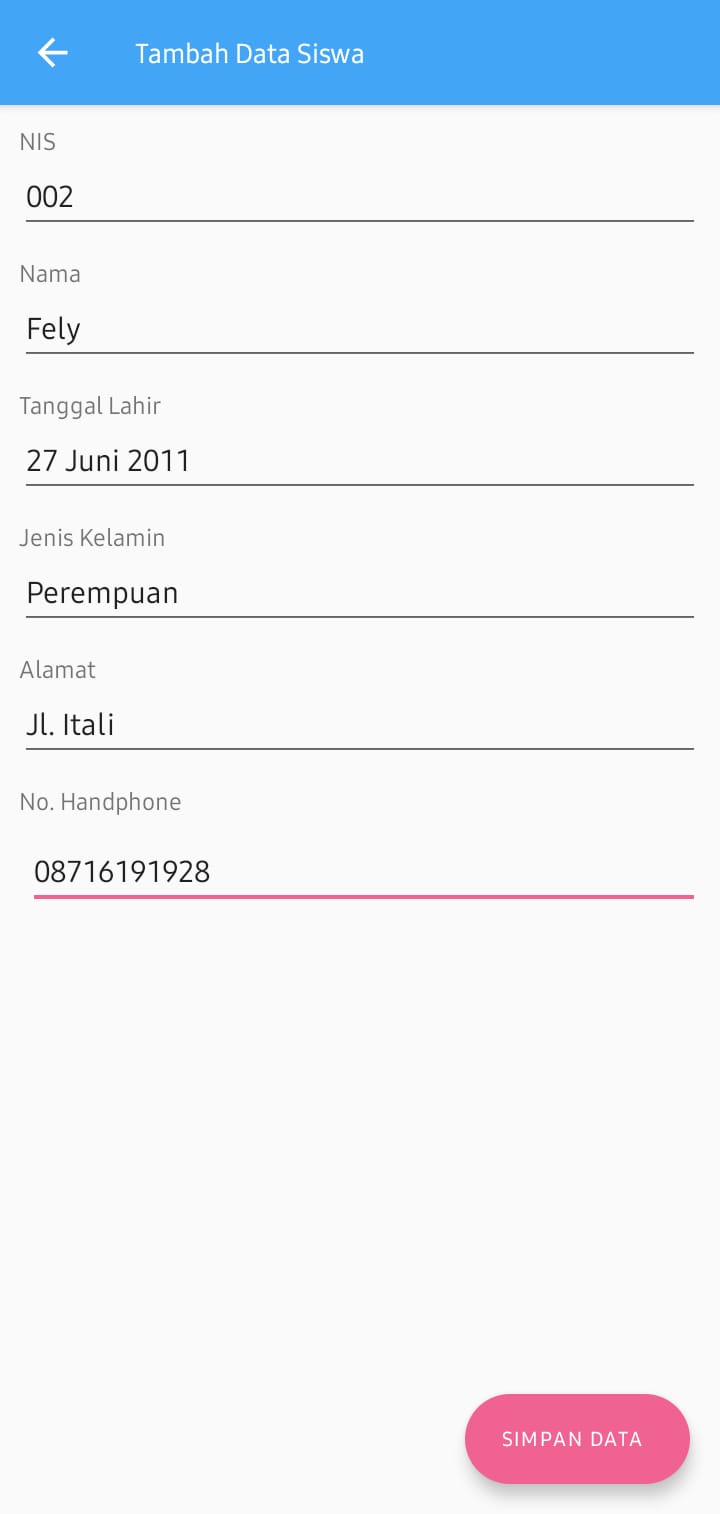 Tambah Data Siswa
NIS
002
Nama
Fely
Tanggal Lahir
27 Juni 2011
Jenis Kelamin
Perempuan
Alamat
Jl. Itali
No. Handphone
08716191928
SIMPAN DATA